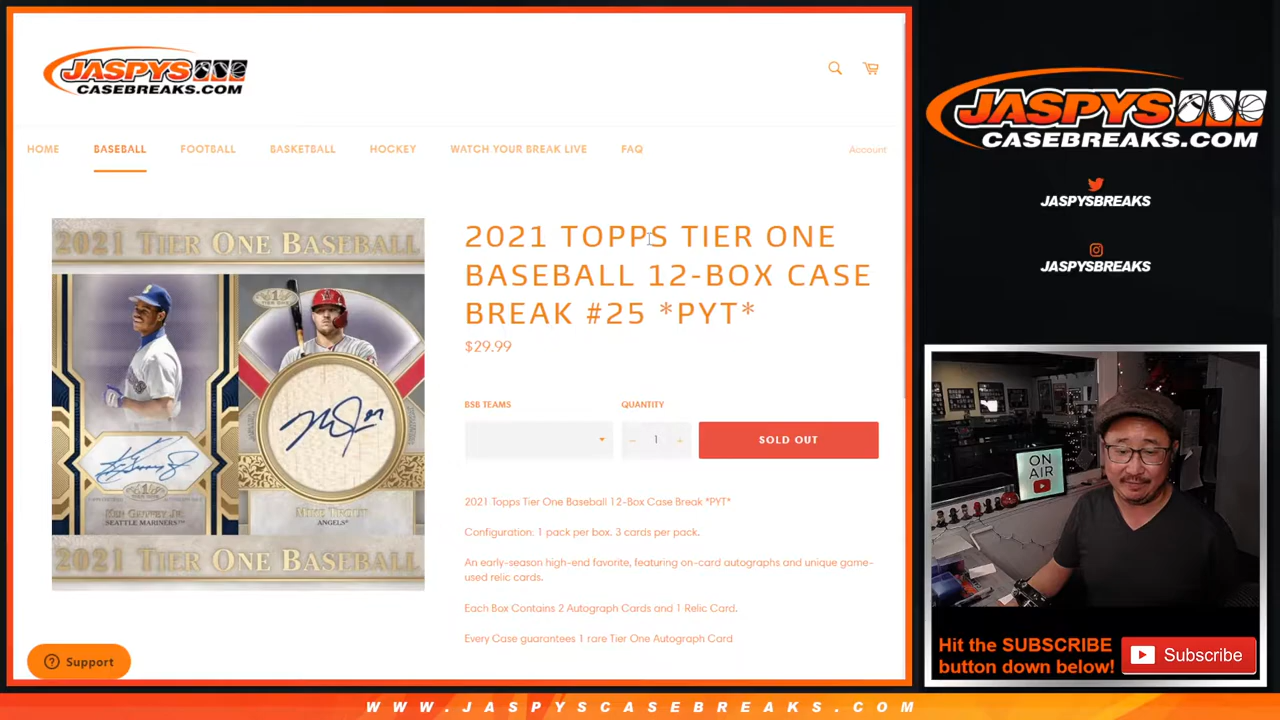 JASPYS
CASEBREAKS.COM
HOME
BASEBALL
FOOTBALL
BASKETBALL
HOCKEY
WATCH YOUR BREAK LIVE
FAQ
Account
2021 TIER ONE BASEBALL
KEN GRIFFEY JR.
SEATTLE MARINERS™
TIER ONE
MIKE TROUT
ANGELS®
2021 TIER ONE BASEBALL
2021 TOPPS TIER ONE
BASEBALL 12-BOX CASE
BREAK #25 *PYT*
$29.99
BSB TEAMS
QUANTITY
− 1 +
SOLD OUT
2021 Topps Tier One Baseball 12-Box Case Break *PYT*
Configuration: 1 pack per box. 3 cards per pack.
An early-season high-end favorite, featuring on-card autographs and unique game-
used relic cards.
Each Box Contains 2 Autograph Cards and 1 Relic Card.
Every Case guarantees 1 rare Tier One Autograph Card
Support
JASPYS
CASEBREAKS.COM
JASPYSBREAKS
JASPYSBREAKS
ON
AIR
Hit the SUBSCRIBE
button down below!
Subscribe
WWW.JASPYSCASEBREAKS.COM